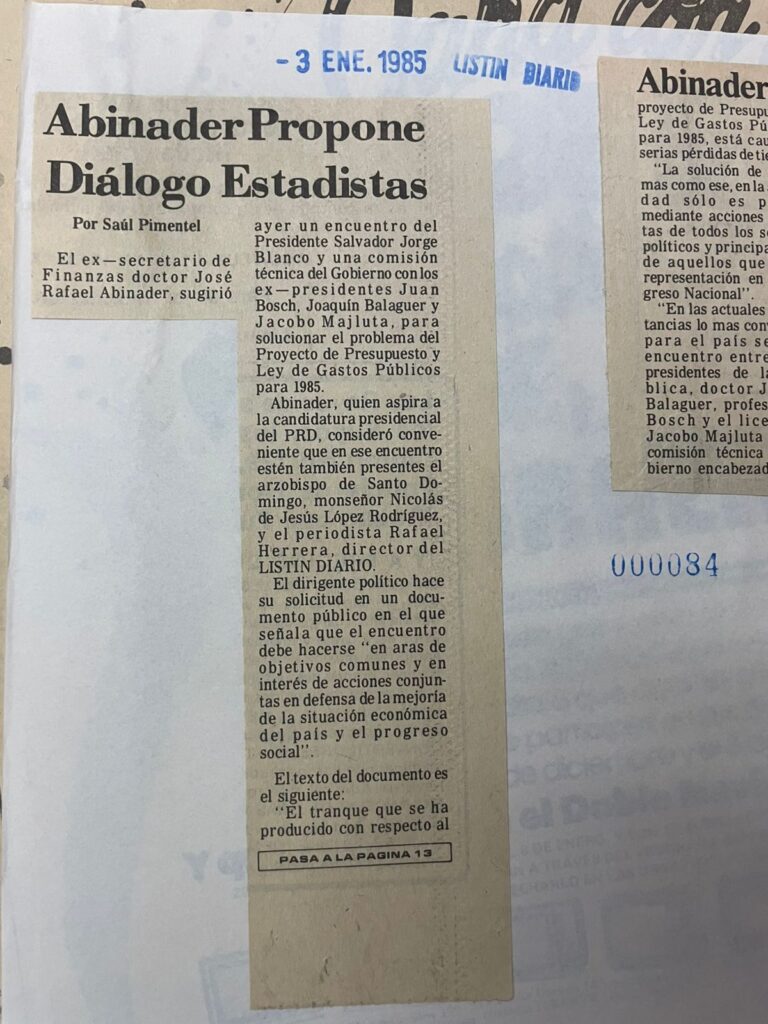 - 3 ENE. 1985 LISTIN DIARIO
Abinader Propone
Diálogo Estadistas
Por Saúl Pimentel
El ex—secretario de
Finanzas doctor José
Rafael Abinader, sugirió
ayer un encuentro del
Presidente Salvador Jorge
Blanco y una comisión
técnica del Gobierno con los
ex—presidentes Juan
Bosch, Joaquín Balaguer y
Jacobo Majluta, para
solucionar el problema del
Proyecto de Presupuesto y
Ley de Gastos Públicos
para 1985.
Abinader, quien aspira a
la candidatura presidencial
del PRD, consideró conve-
niente que en ese encuentro
estén también presentes el
arzobispo de Santo Do-
mingo, monseñor Nicolás
de Jesús López Rodríguez,
y el periodista Rafael
Herrera, director del
LISTIN DIARIO.
El dirigente político hace
su solicitud en un docu-
mento público en el que
señala que el encuentro
debe hacerse "en aras de
objetivos comunes y en
interés de acciones conjun-
tas en defensa de la mejoría
de la situación económica
del país y el progreso
social".
El texto del documento es
el siguiente:
"El tranque que se ha
producido con respecto al
PASA A LA PAGINA 13
Abinader
proyecto de Presupu
Ley de Gastos Pú
para 1985, está cau
serias pérdidas de tie
"La solución de
mas como ese, en la
dad sólo es p
mediante acciones
tas de todos los se
políticos y principa
de aquellos que
representación en
greso Nacional".
"En las actuales
tancias lo mas con
para el país se
encuentro entre
presidentes de la
blica, doctor J
Balaguer, profes
Bosch y el lice
Jacobo Majluta
comisión técnica
bierno encabezad
000084